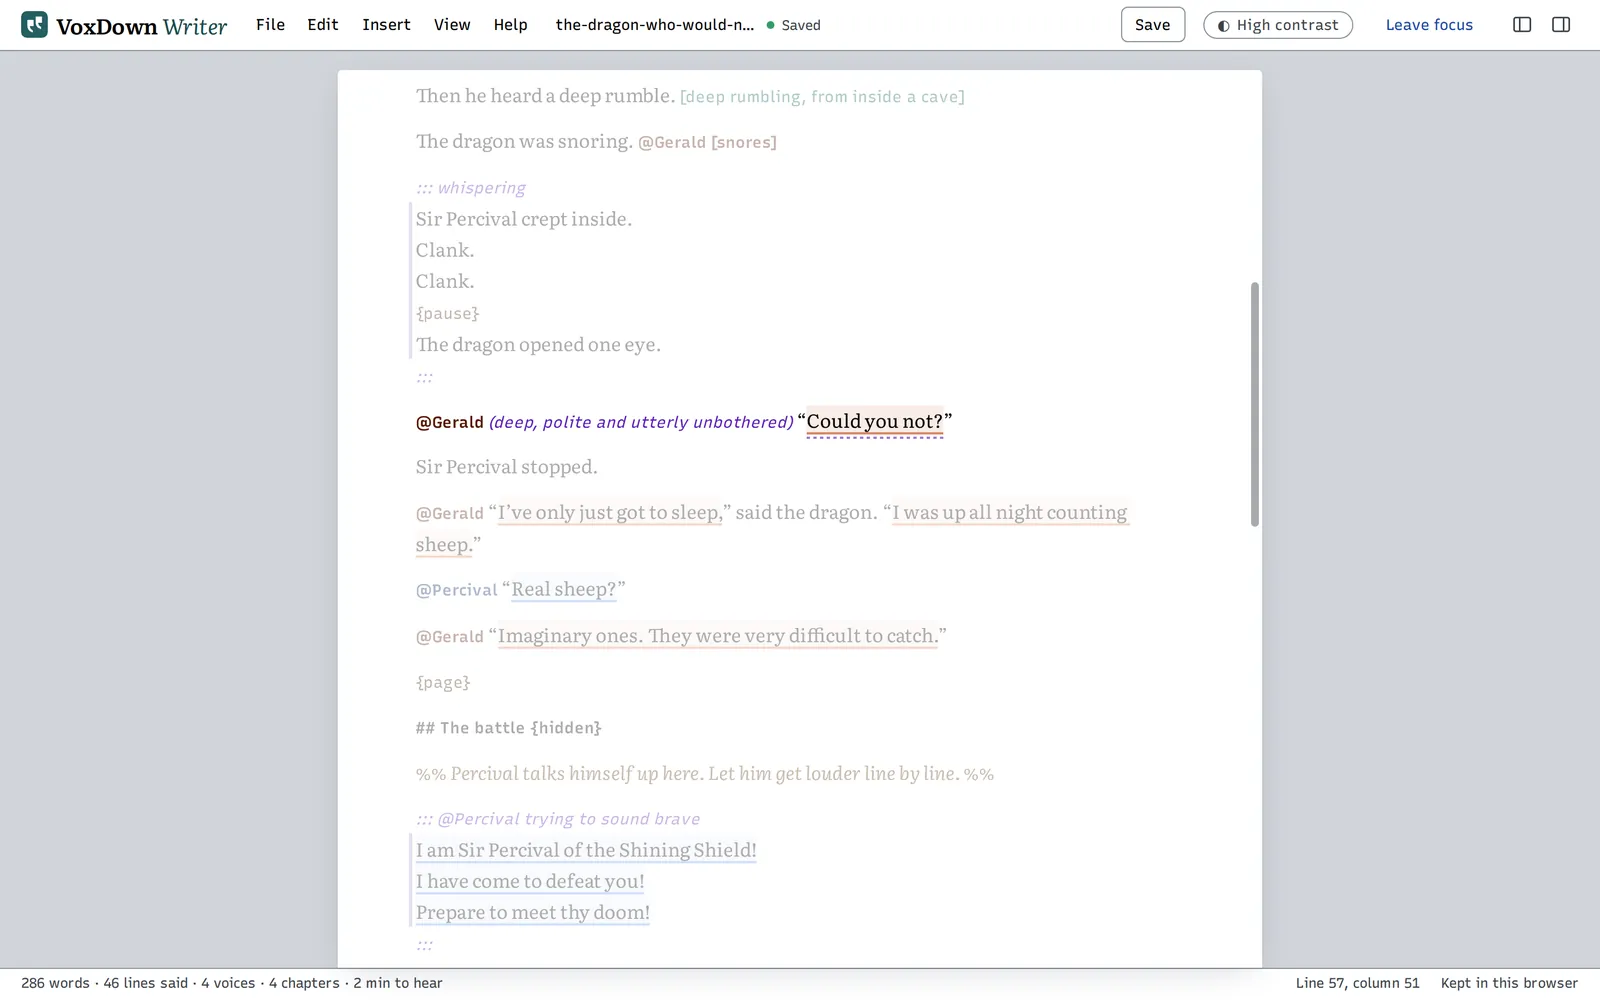 VoxDown Writer File Edit Insert View Help the-dragon-who-would-n... Saved Save High contrast Leave focus
Then he heard a deep rumble. [deep rumbling, from inside a cave]
The dragon was snoring. @Gerald [snores]
::: whispering
Sir Percival crept inside.
Clank.
Clank.
{pause}
The dragon opened one eye.
:::
@Gerald (deep, polite and utterly unbothered) “Could you not?”
Sir Percival stopped.
@Gerald “I’ve only just got to sleep,” said the dragon. “I was up all night counting
sheep.”
@Percival “Real sheep?”
@Gerald “Imaginary ones. They were very difficult to catch.”
{page}
## The battle {hidden}
%% Percival talks himself up here. Let him get louder line by line. %%
::: @Percival trying to sound brave
I am Sir Percival of the Shining Shield!
I have come to defeat you!
Prepare to meet thy doom!
:::
286 words · 46 lines said · 4 voices · 4 chapters · 2 min to hear Line 57, column 51 Kept in this browser